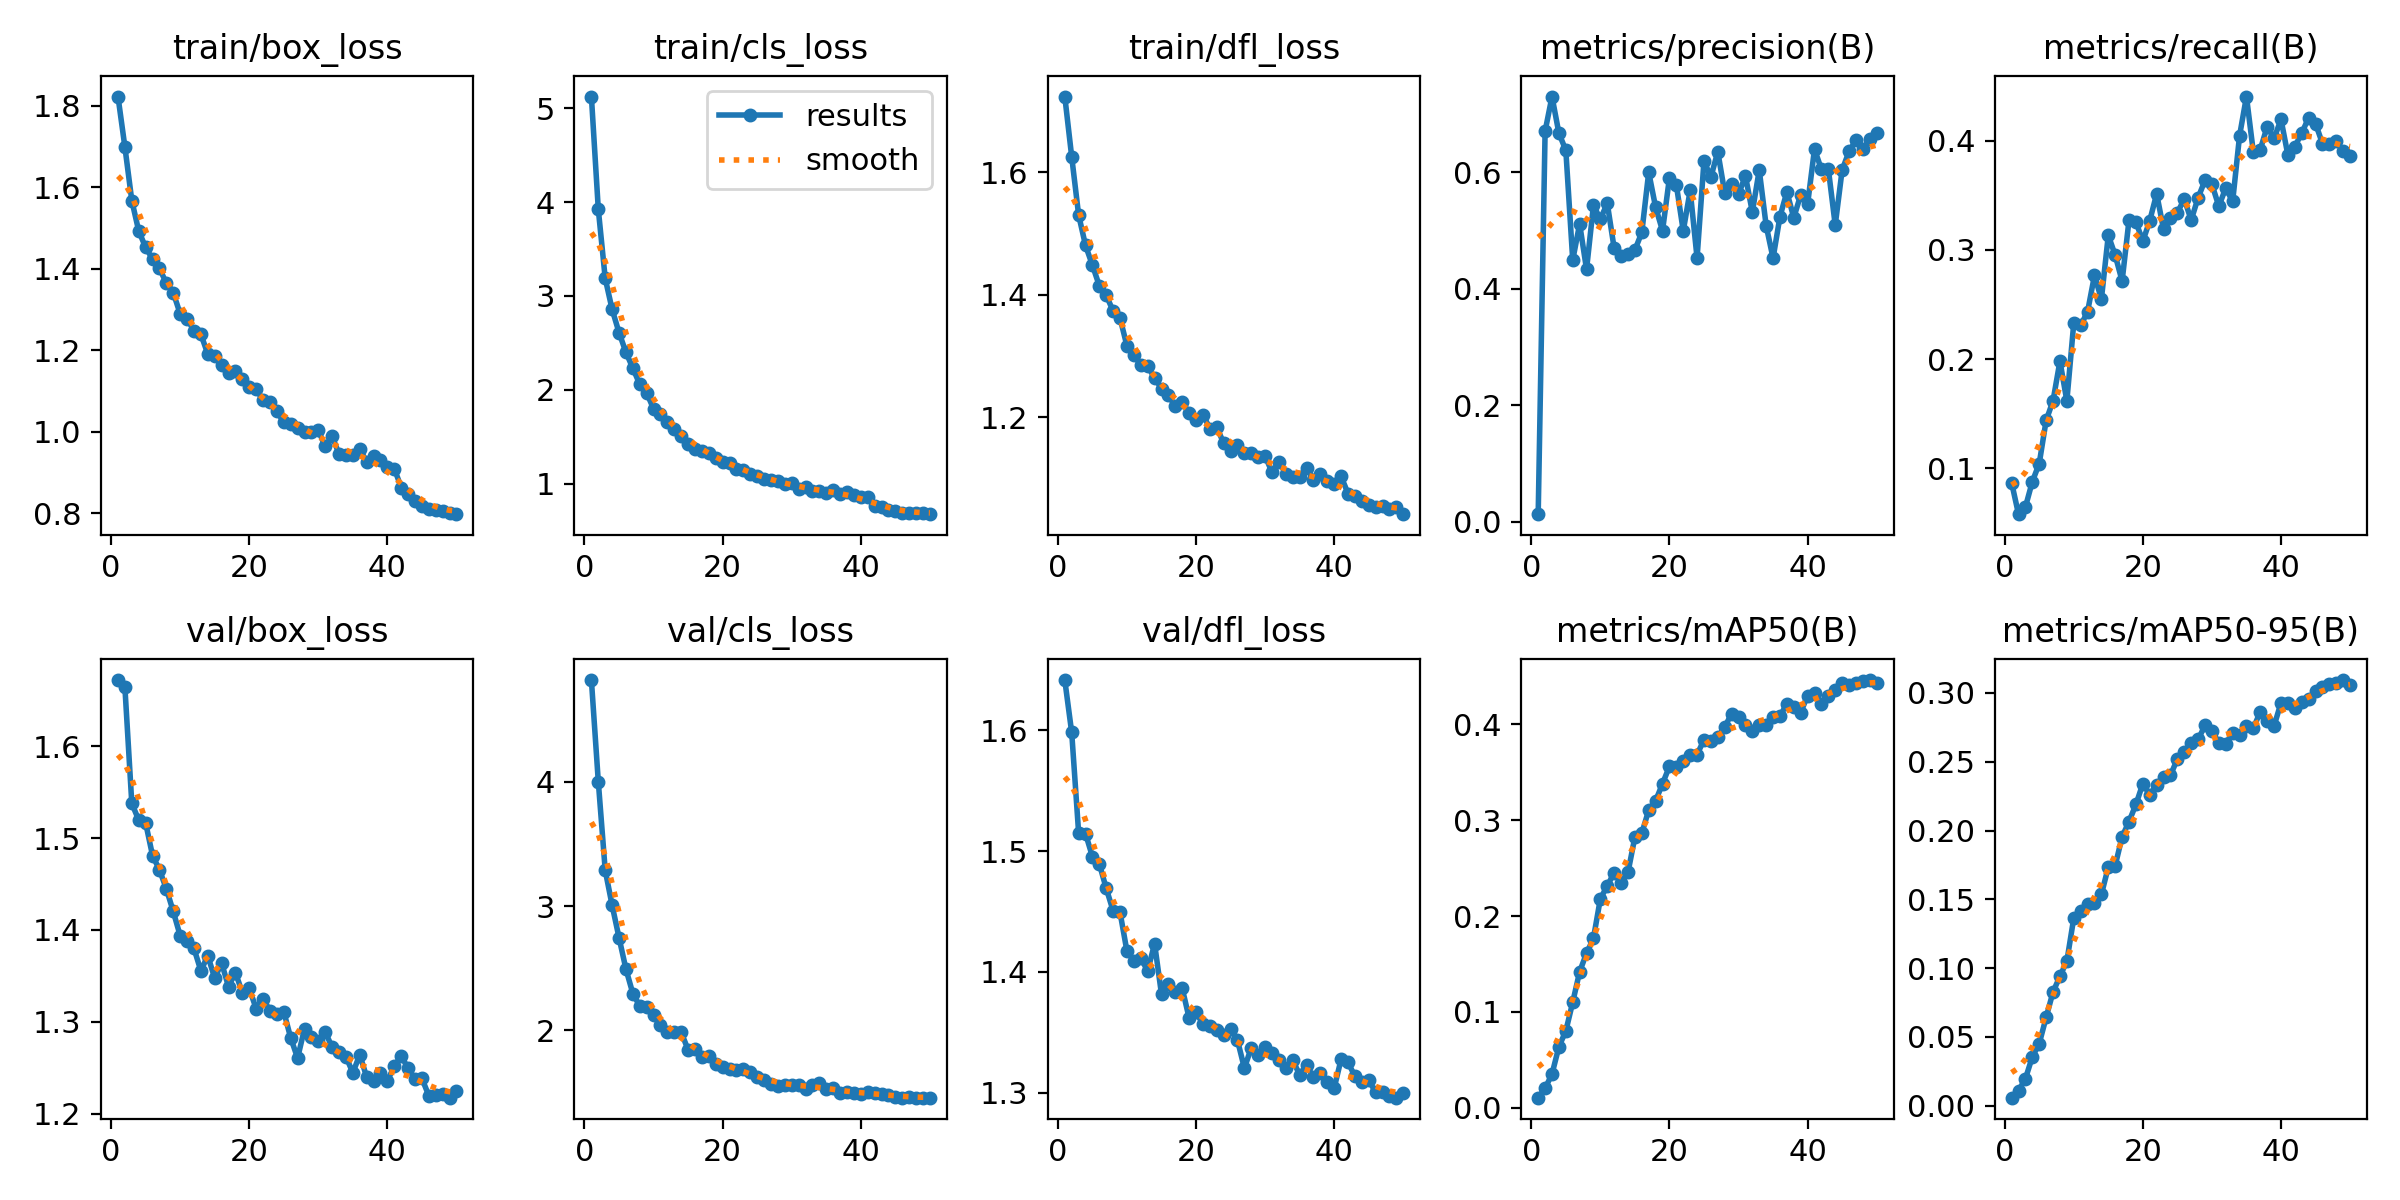 train/box_loss
1.8
1.6
1.4
1.2
1.0
0.8
0 20 40
train/cls_loss
results
smooth
5
4
3
2
1
0 20 40
train/dfl_loss
1.6
1.4
1.2
0 20 40
metrics/precision(B)
0.6
0.4
0.2
0.0
0 20 40
metrics/recall(B)
0.4
0.3
0.2
0.1
0 20 40
val/box_loss
1.6
1.5
1.4
1.3
1.2
0 20 40
val/cls_loss
4
3
2
0 20 40
val/dfl_loss
1.6
1.5
1.4
1.3
0 20 40
metrics/mAP50(B)
0.4
0.3
0.2
0.1
0.0
0 20 40
metrics/mAP50-95(B)
0.30
0.25
0.20
0.15
0.10
0.05
0.00
0 20 40